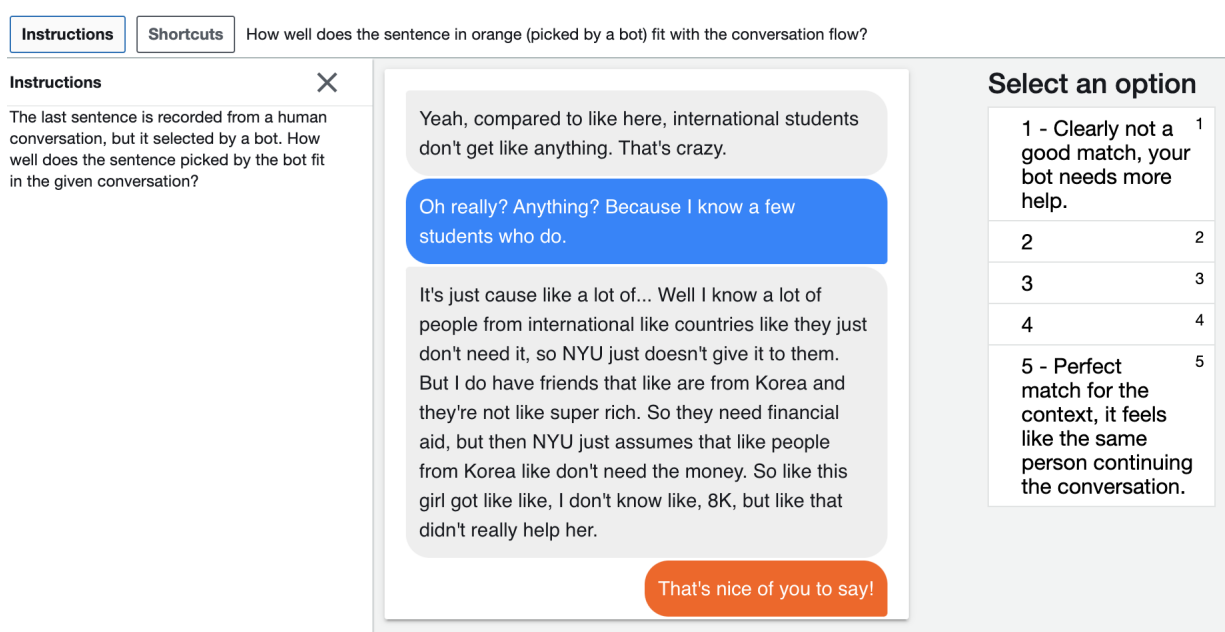 Instructions
Shortcuts
How well does the sentence in orange (picked by a bot) fit with the conversation flow?
Instructions
The last sentence is recorded from a human
conversation, but it selected by a bot. How
well does the sentence picked by the bot fit
in the given conversation?
Yeah, compared to like here, international students
don't get like anything. That's crazy.
Oh really? Anything? Because I know a few
students who do.
It's just cause like a lot of... Well I know a lot of
people from international like countries like they just
don't need it, so NYU just doesn't give it to them.
But I do have friends that like are from Korea and
they're not like super rich. So they need financial
aid, but then NYU just assumes that like people
from Korea like don't need the money. So like this
girl got like like, I don't know like, 8K, but like that
didn't really help her.
That's nice of you to say!
Select an option
1 - Clearly not a 1
good match, your
bot needs more
help.
2 2
3 3
4 4
5 - Perfect 5
match for the
context, it feels
like the same
person continuing
the conversation.